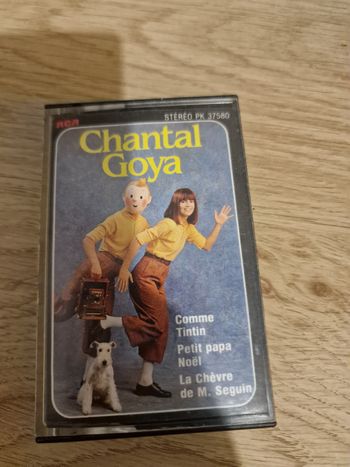 RCA
STÉRÉO PK 37580
Chantal
Goya
Comme
Tintin
Petit papa
Noël
La Chèvre
de M. Seguin